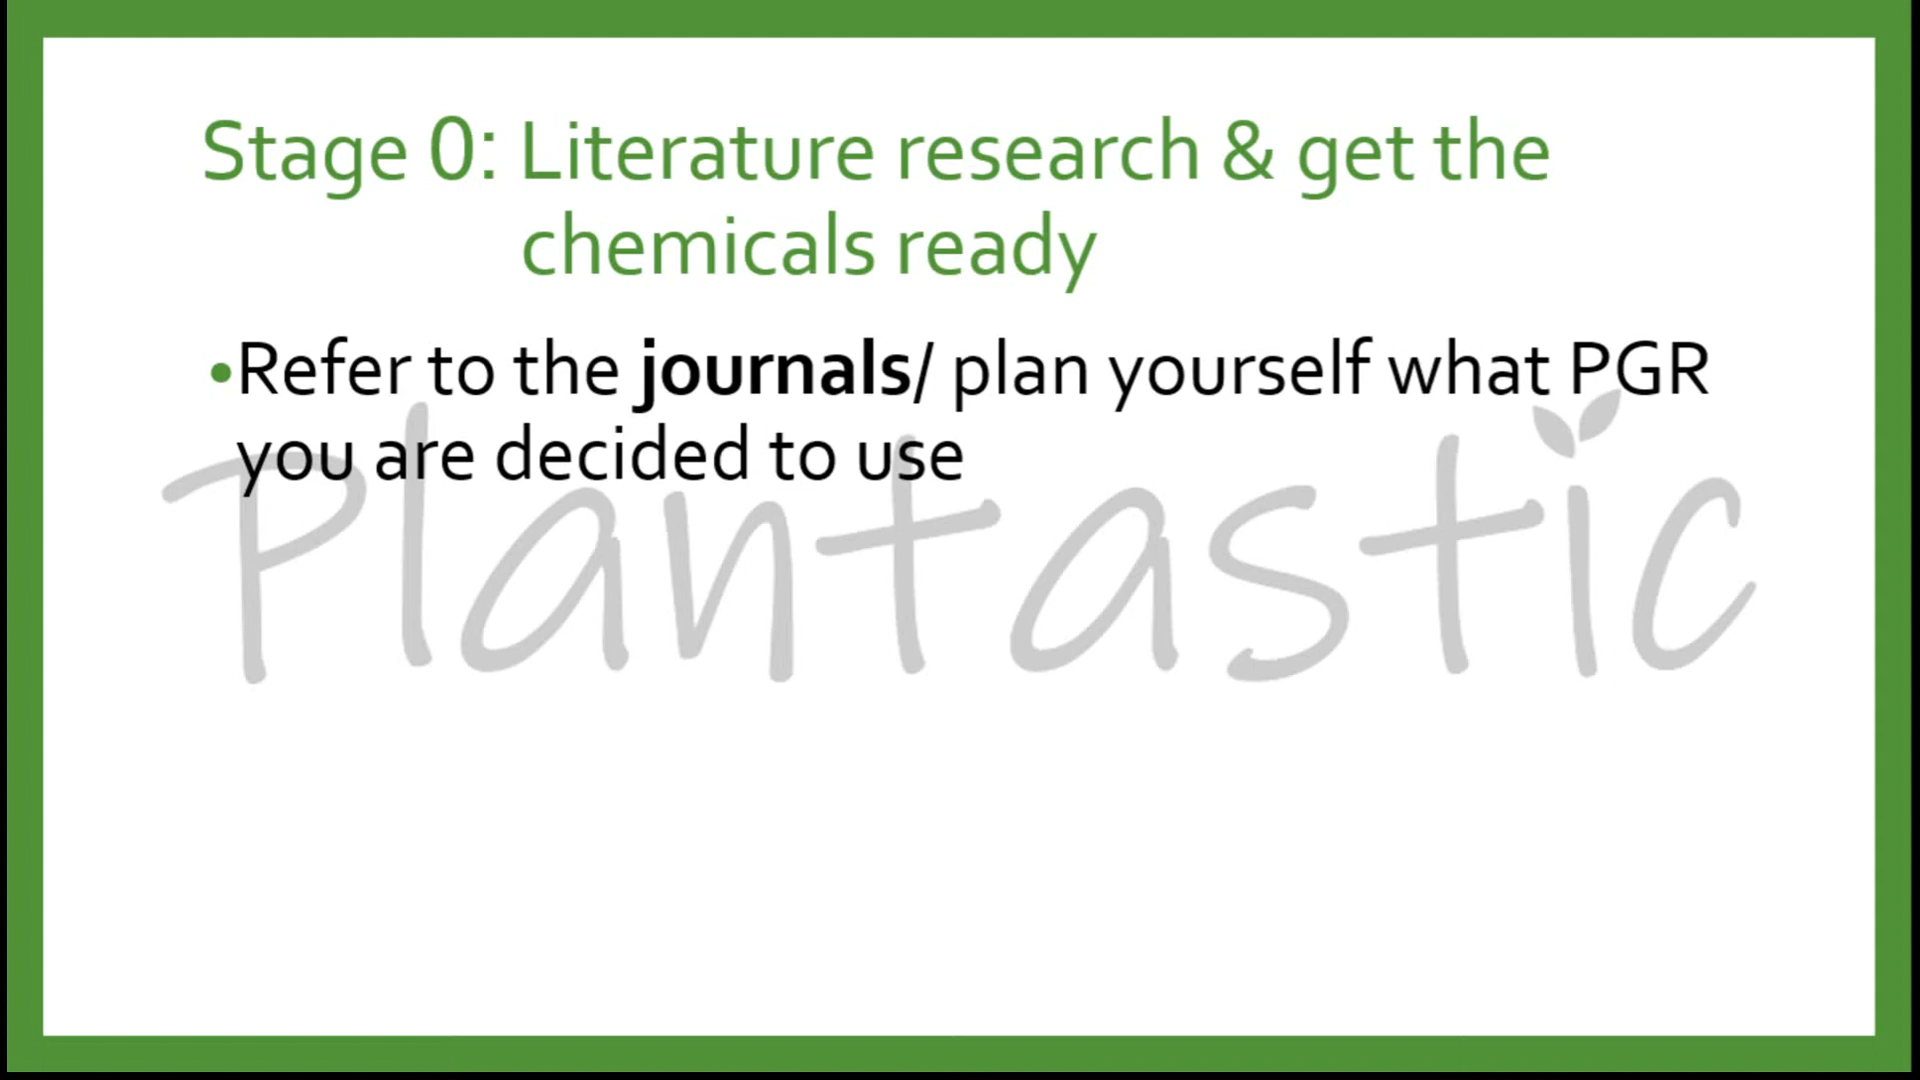 Stage 0: Literature research & get the
chemicals ready
•Refer to the journals/ plan yourself what PGR
you are decided to use
Plantastic